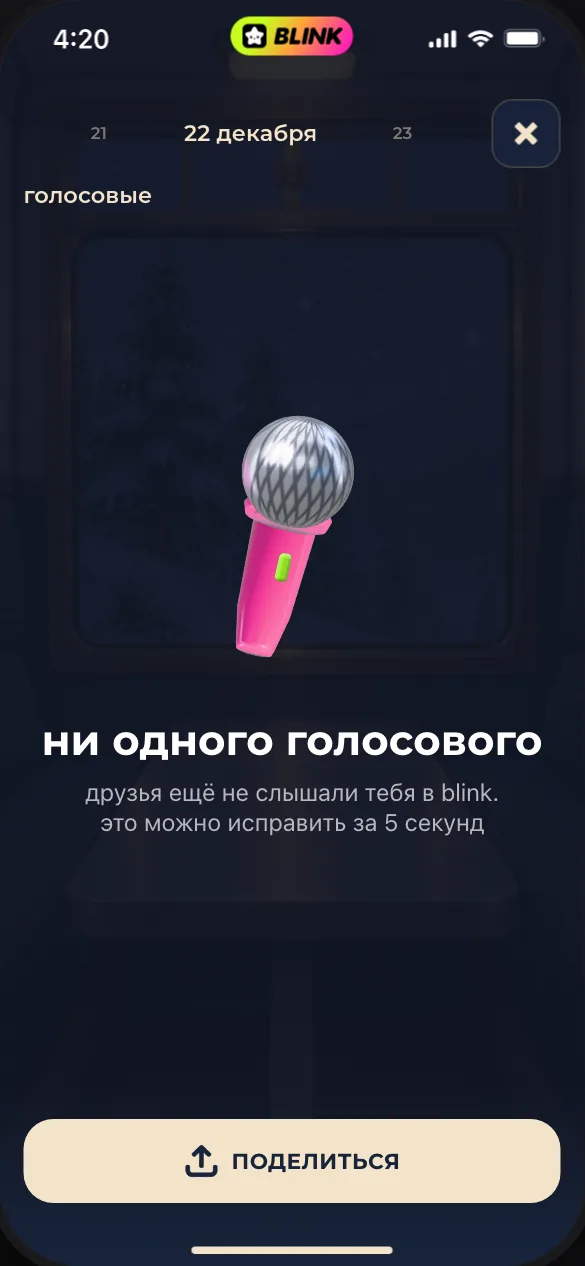 4:20
BLINK
21
22 декабря
23
голосовые
ни одного голосового
друзья ещё не слышали тебя в blink.
это можно исправить за 5 секунд
ПОДЕЛИТЬСЯ